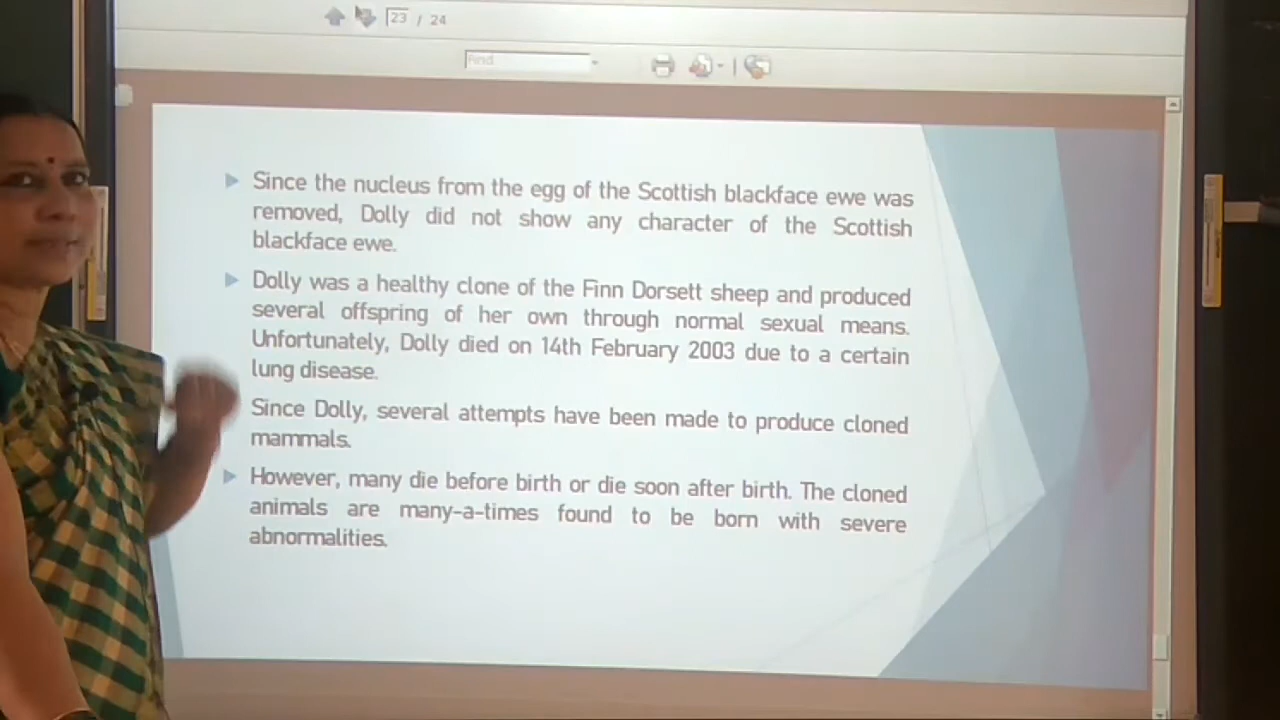 23 / 24
Find
Since the nucleus from the egg of the Scottish blackface ewe was
removed, Dolly did not show any character of the Scottish
blackface ewe.
Dolly was a healthy clone of the Finn Dorsett sheep and produced
several offspring of her own through normal sexual means.
Unfortunately, Dolly died on 14th February 2003 due to a certain
lung disease.
Since Dolly, several attempts have been made to produce cloned
mammals.
However, many die before birth or die soon after birth. The cloned
animals are many-a-times found to be born with severe
abnormalities.